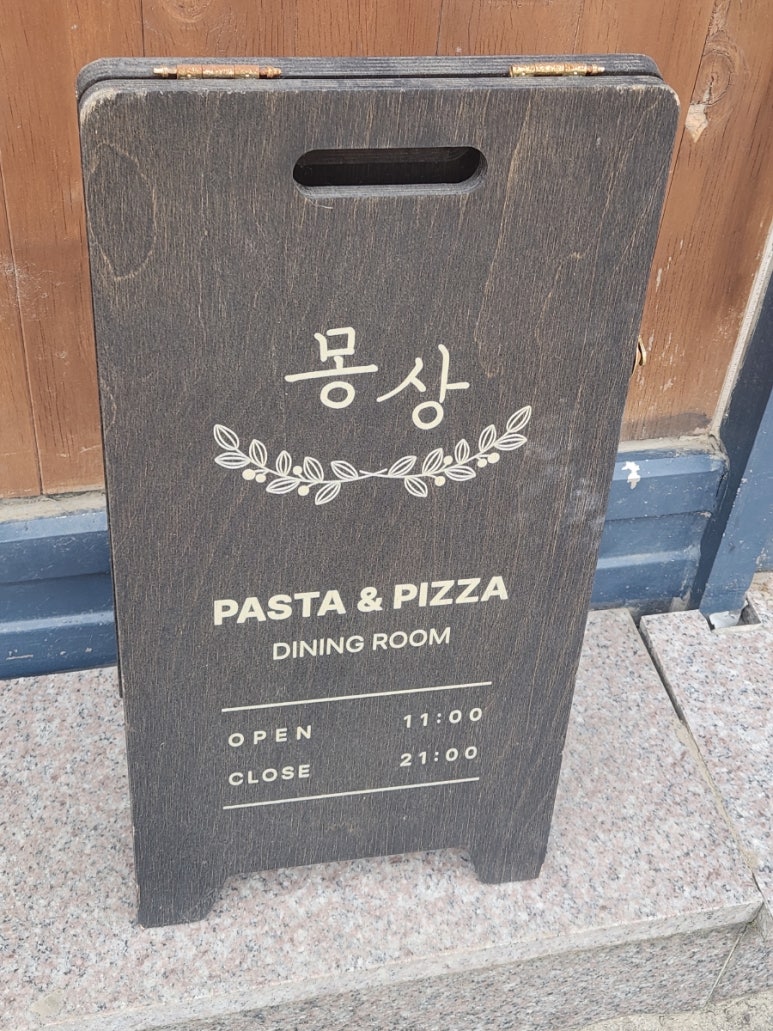 몽상
PASTA & PIZZA
DINING ROOM
OPEN 11:00
CLOSE 21:00